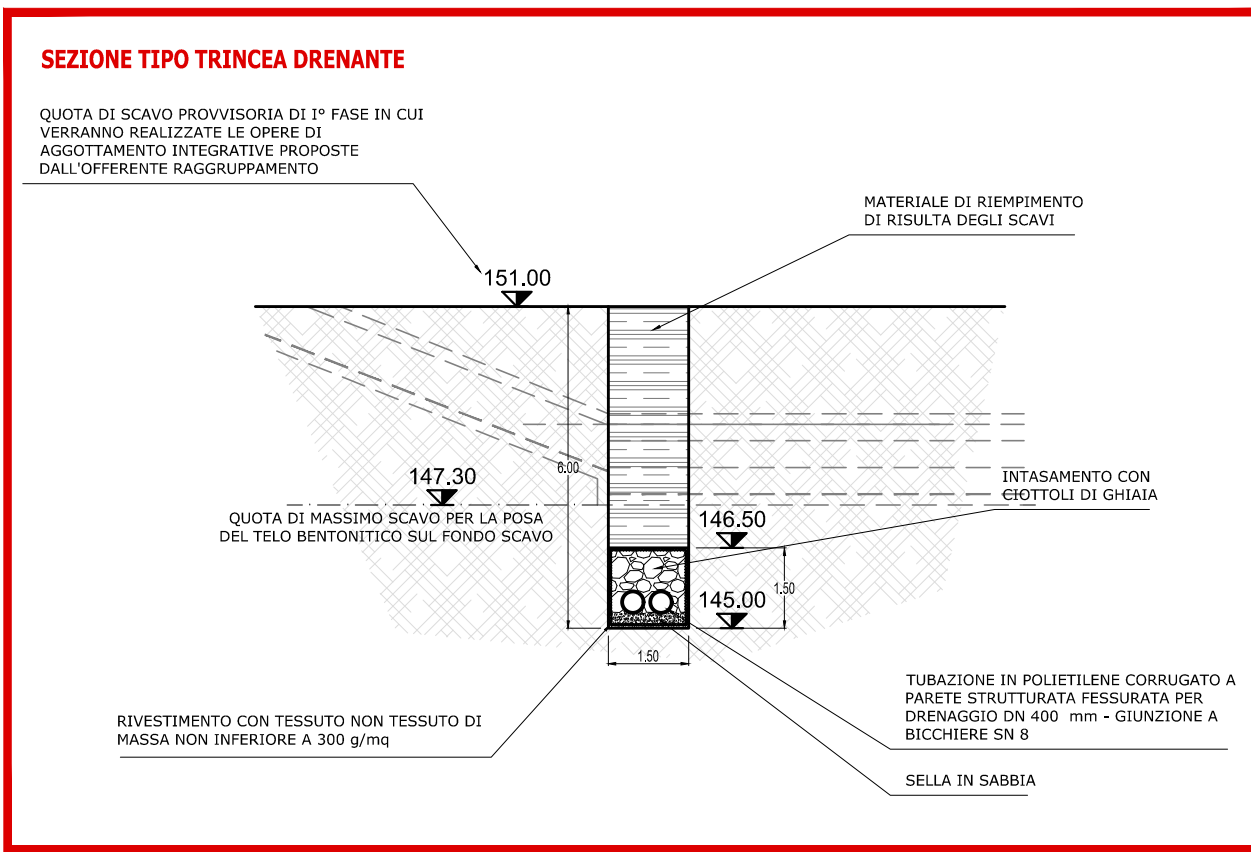 SEZIONE TIPO TRINCEA DRENANTE
QUOTA DI SCAVO PROVVISORIA DI I° FASE IN CUI
VERRANNO REALIZZATE LE OPERE DI
AGGOTTAMENTO INTEGRATIVE PROPOSTE
DALL'OFFERENTE RAGGRUPPAMENTO
MATERIALE DI RIEMPIMENTO
DI RISULTA DEGLI SCAVI
151.00
6.00
147.30
QUOTA DI MASSIMO SCAVO PER LA POSA
DEL TELO BENTONITICO SUL FONDO SCAVO
INTASAMENTO CON
CIOTTOLI DI GHIAIA
146.50
1.50
145.00
1.50
RIVESTIMENTO CON TESSUTO NON TESSUTO DI
MASSA NON INFERIORE A 300 g/mq
TUBAZIONE IN POLIETILENE CORRUGATO A
PARETE STRUTTURATA FESSURATA PER
DRENAGGIO DN 400 mm - GIUNZIONE A
BICCHIERE SN 8
SELLA IN SABBIA